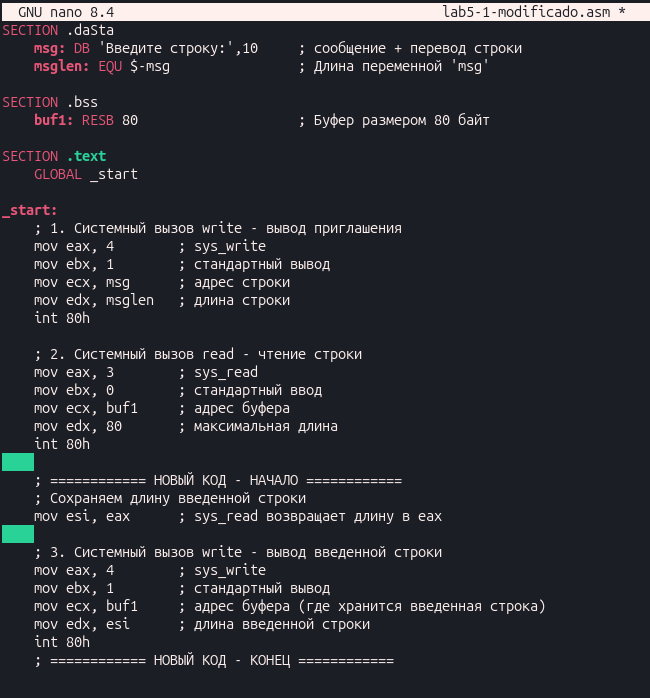 GNU nano 8.4 lab5-1-modificado.asm *
SECTION .daSta
msg: DB 'Введите строку:',10 ; сообщение + перевод строки
msglen: EQU $-msg ; Длина переменной 'msg'
SECTION .bss
buf1: RESB 80 ; Буфер размером 80 байт
SECTION .text
GLOBAL _start
_start:
; 1. Системный вызов write - вывод приглашения
mov eax, 4 ; sys_write
mov ebx, 1 ; стандартный вывод
mov ecx, msg ; адрес строки
mov edx, msglen ; длина строки
int 80h
; 2. Системный вызов read - чтение строки
mov eax, 3 ; sys_read
mov ebx, 0 ; стандартный ввод
mov ecx, buf1 ; адрес буфера
mov edx, 80 ; максимальная длина
int 80h
; ============ НОВЫЙ КОД - НАЧАЛО ============
; Сохраняем длину введенной строки
mov esi, eax ; sys_read возвращает длину в eax
; 3. Системный вызов write - вывод введенной строки
mov eax, 4 ; sys_write
mov ebx, 1 ; стандартный вывод
mov ecx, buf1 ; адрес буфера (где хранится введенная строка)
mov edx, esi ; длина введенной строки
int 80h
; ============ НОВЫЙ КОД - КОНЕЦ ============